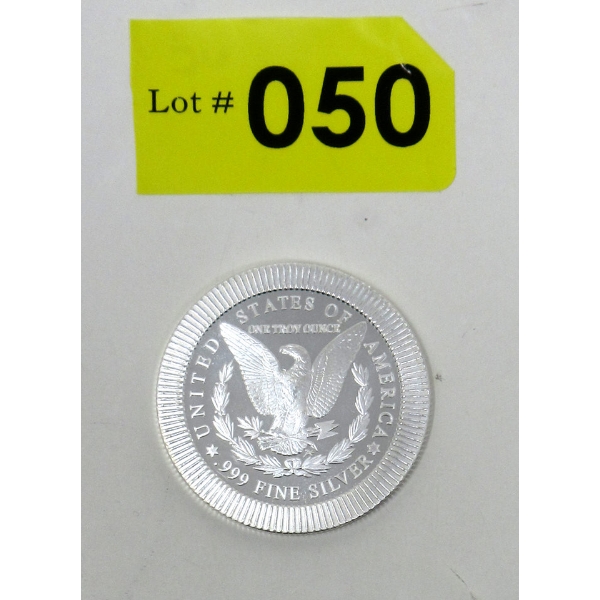 Lot # 050
UNITED STATES OF AMERICA
ONE TROY OUNCE
.999 FINE SILVER